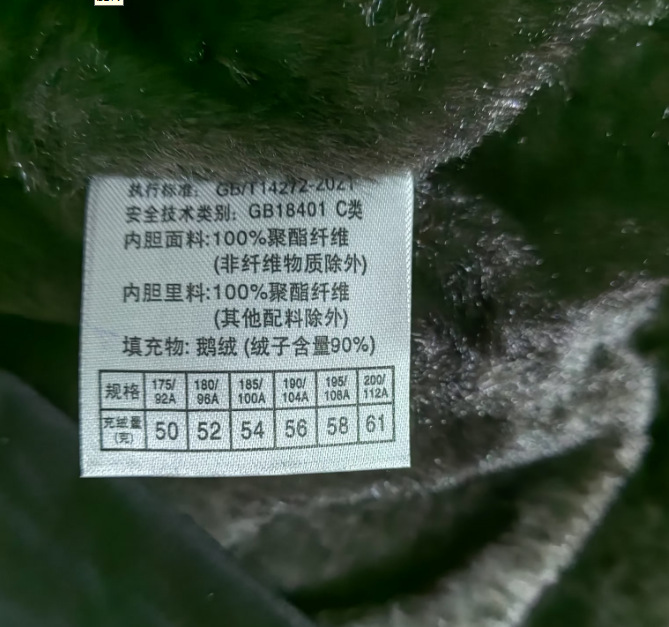 执行标准: GB/T14272-2021
安全技术类别: GB18401 C类
内胆面料:100%聚酯纤维
(非纤维物质除外)
内胆里料:100%聚酯纤维
(其他配料除外)
填充物: 鹅绒 (绒子含量90%)
规格 175/92A 180/96A 185/100A 190/104A 195/108A 200/112A
充绒量(克) 50 52 54 56 58 61